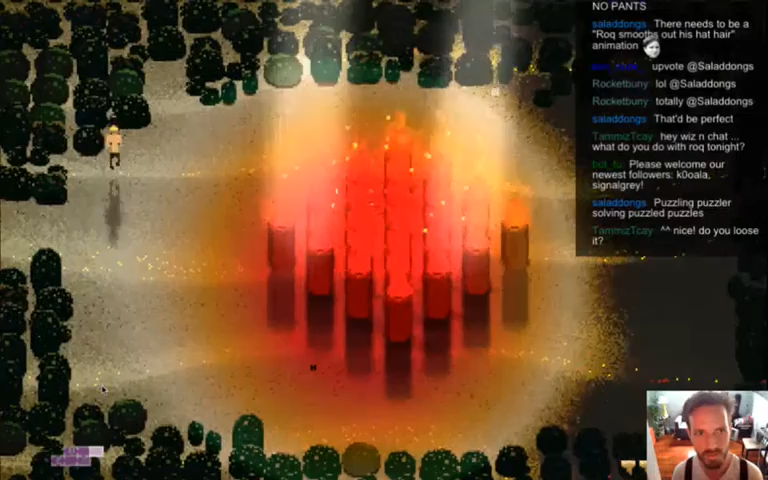 NO PANTS
saladdongs There needs to be a
"Roq smooths out his hat hair"
animation
upvote @Saladdongs
Rocketbuny lol @Saladdongs
Rocketbuny totally @Saladdongs
saladdongs That'd be perfect
TammizTcay hey wiz n chat ...
what do you do with roq tonight?
Please welcome our
newest followers: k0oala,
signalgrey!
saladdongs Puzzling puzzler
solving puzzled puzzles
TammizTcay ^^ nice! do you loose
it?